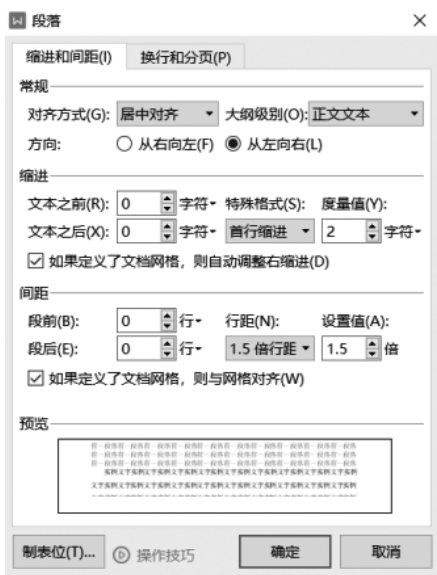 W 段落
缩进和间距(I) 换行和分页(P)
常规
对齐方式(G): 居中对齐 大纲级别(O): 正文文本
方向: 从右向左(F) 从左向右(L)
缩进
文本之前(R): 0 字符 特殊格式(S): 度量值(Y):
文本之后(X): 0 字符 首行缩进 2 字符
如果定义了文档网格，则自动调整右缩进(D)
间距
段前(B): 0 行 行距(N): 设置值(A):
段后(E): 0 行 1.5 倍行距 1.5 倍
如果定义了文档网格，则与网格对齐(W)
预览
制表位(T)... 操作技巧 确定 取消